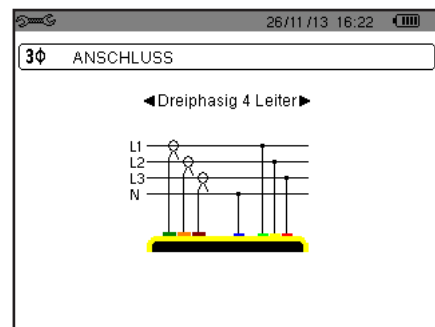 26/11/13 16:22
3Φ ANSCHLUSS
◄Dreiphasig 4 Leiter►
L1
L2
L3
N